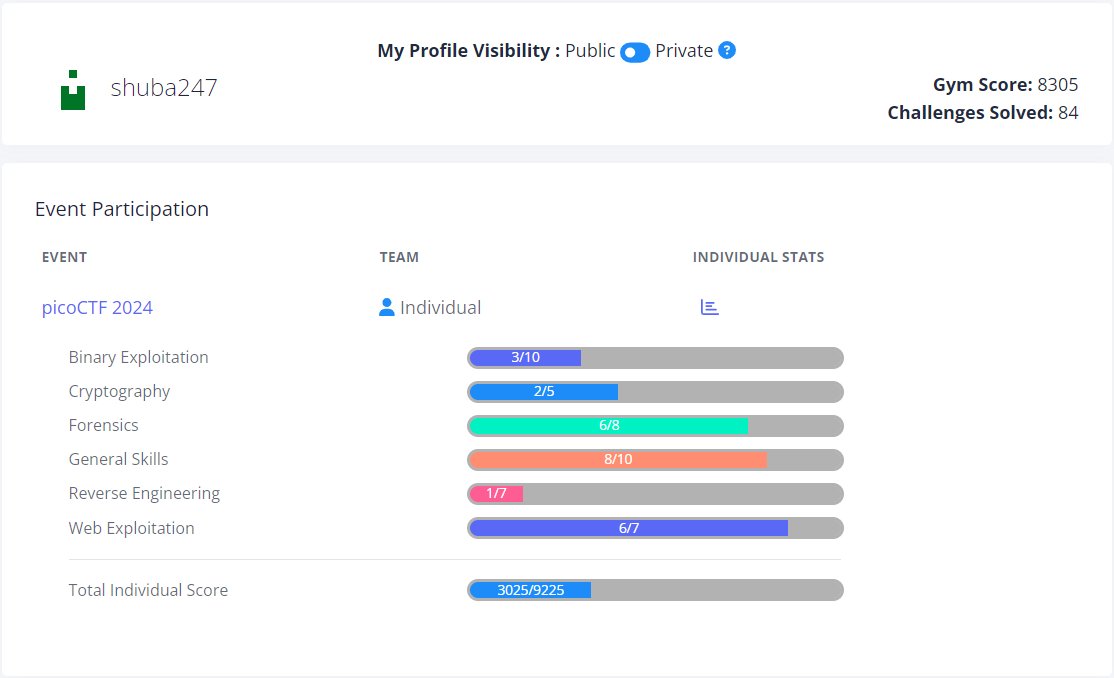 My Profile Visibility : Public Private ?
shuba247
Gym Score: 8305
Challenges Solved: 84
Event Participation
EVENT TEAM INDIVIDUAL STATS
picoCTF 2024 Individual
Binary Exploitation 3/10
Cryptography 2/5
Forensics 6/8
General Skills 8/10
Reverse Engineering 1/7
Web Exploitation 6/7
Total Individual Score 3025/9225